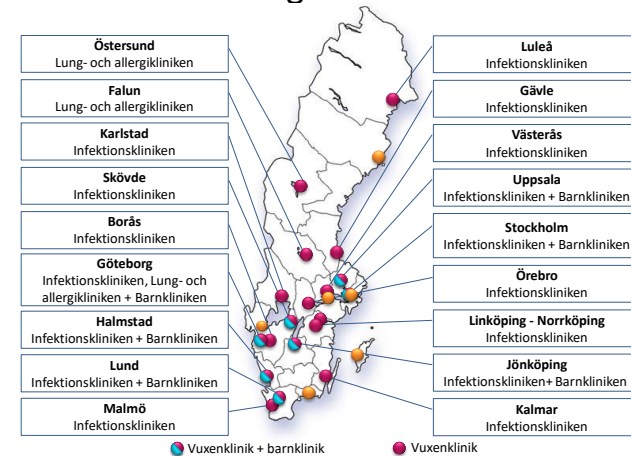 Östersund
Lung- och allergikliniken
Falun
Lung- och allergikliniken
Karlstad
Infektionskliniken
Skövde
Infektionskliniken
Borås
Infektionskliniken
Göteborg
Infektionskliniken, Lung- och
allergikliniken + Barnkliniken
Halmstad
Infektionskliniken + Barnkliniken
Lund
Infektionskliniken + Barnkliniken
Malmö
Infektionskliniken
Luleå
Infektionskliniken
Gävle
Infektionskliniken
Västerås
Infektionskliniken
Uppsala
Infektionskliniken + Barnkliniken
Stockholm
Infektionskliniken + Barnkliniken
Örebro
Infektionskliniken
Linköping - Norrköping
Infektionskliniken
Jönköping
Infektionskliniken+ Barnkliniken
Kalmar
Infektionskliniken
Vuxenklinik + barnklinik
Vuxenklinik